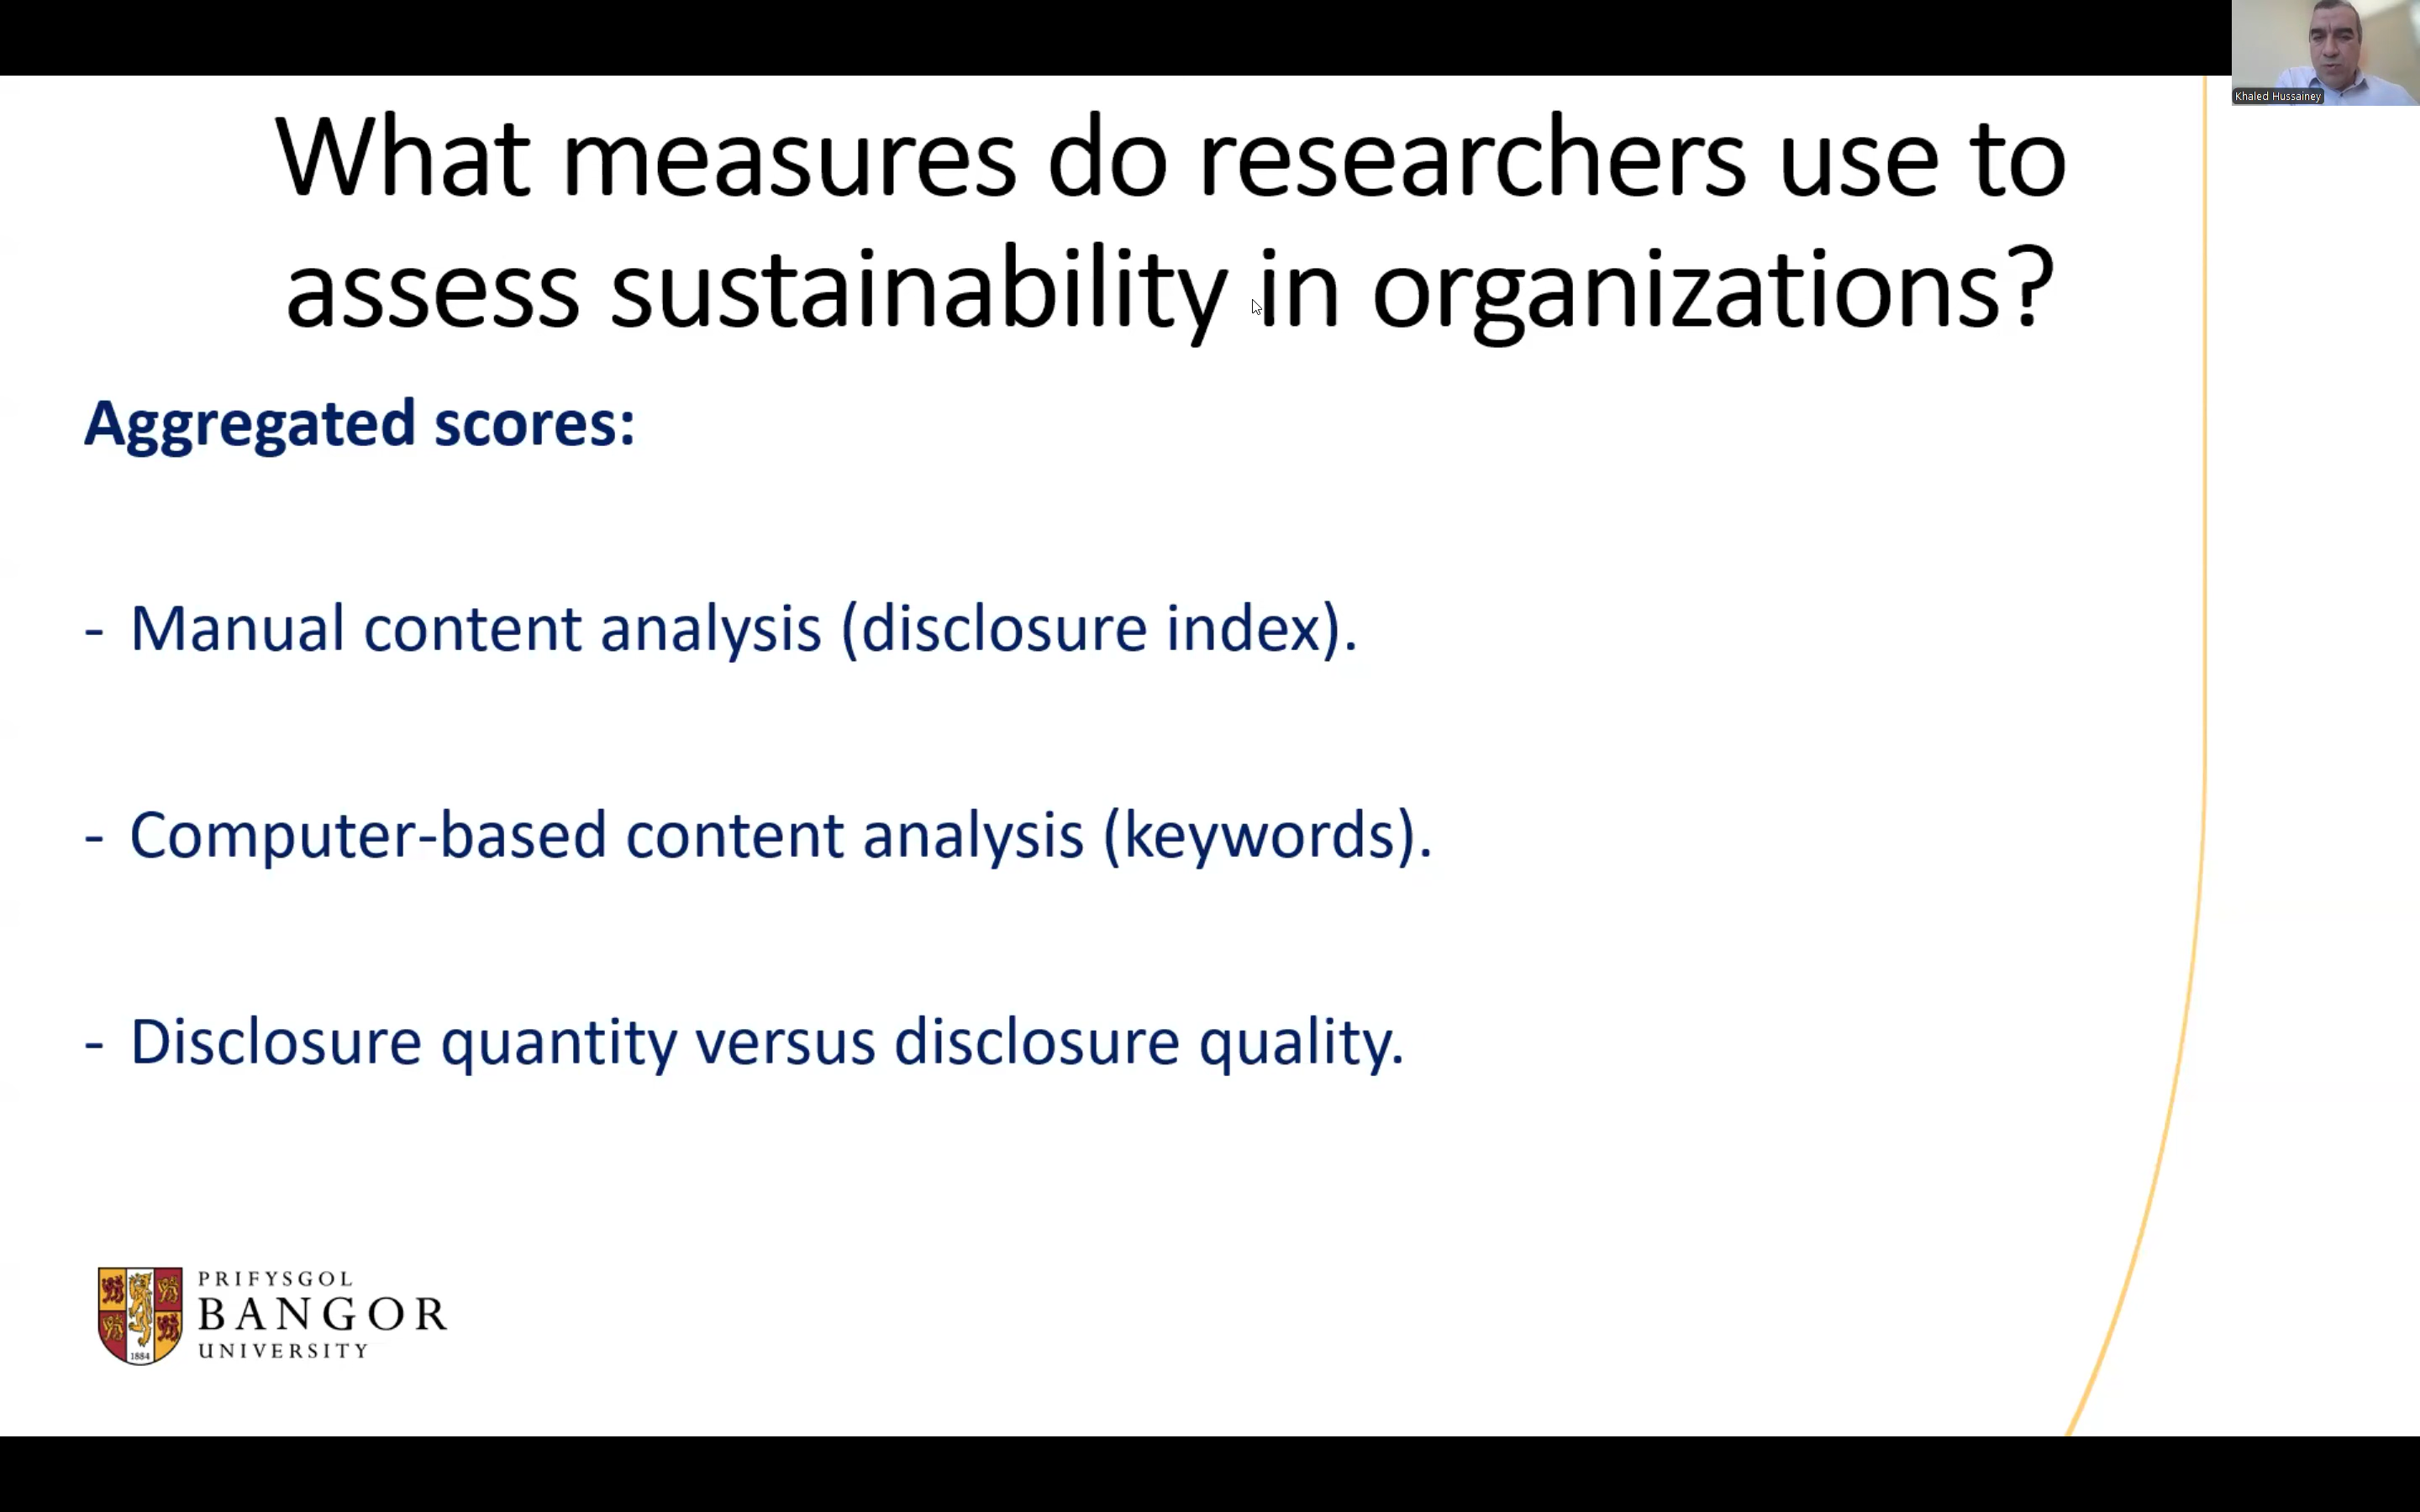 Khaled Hussainey
What measures do researchers use to
assess sustainability in organizations?
Aggregated scores:
- Manual content analysis (disclosure index).
- Computer-based content analysis (keywords).
- Disclosure quantity versus disclosure quality.
PRIFYSGOL
BANGOR
UNIVERSITY
1884